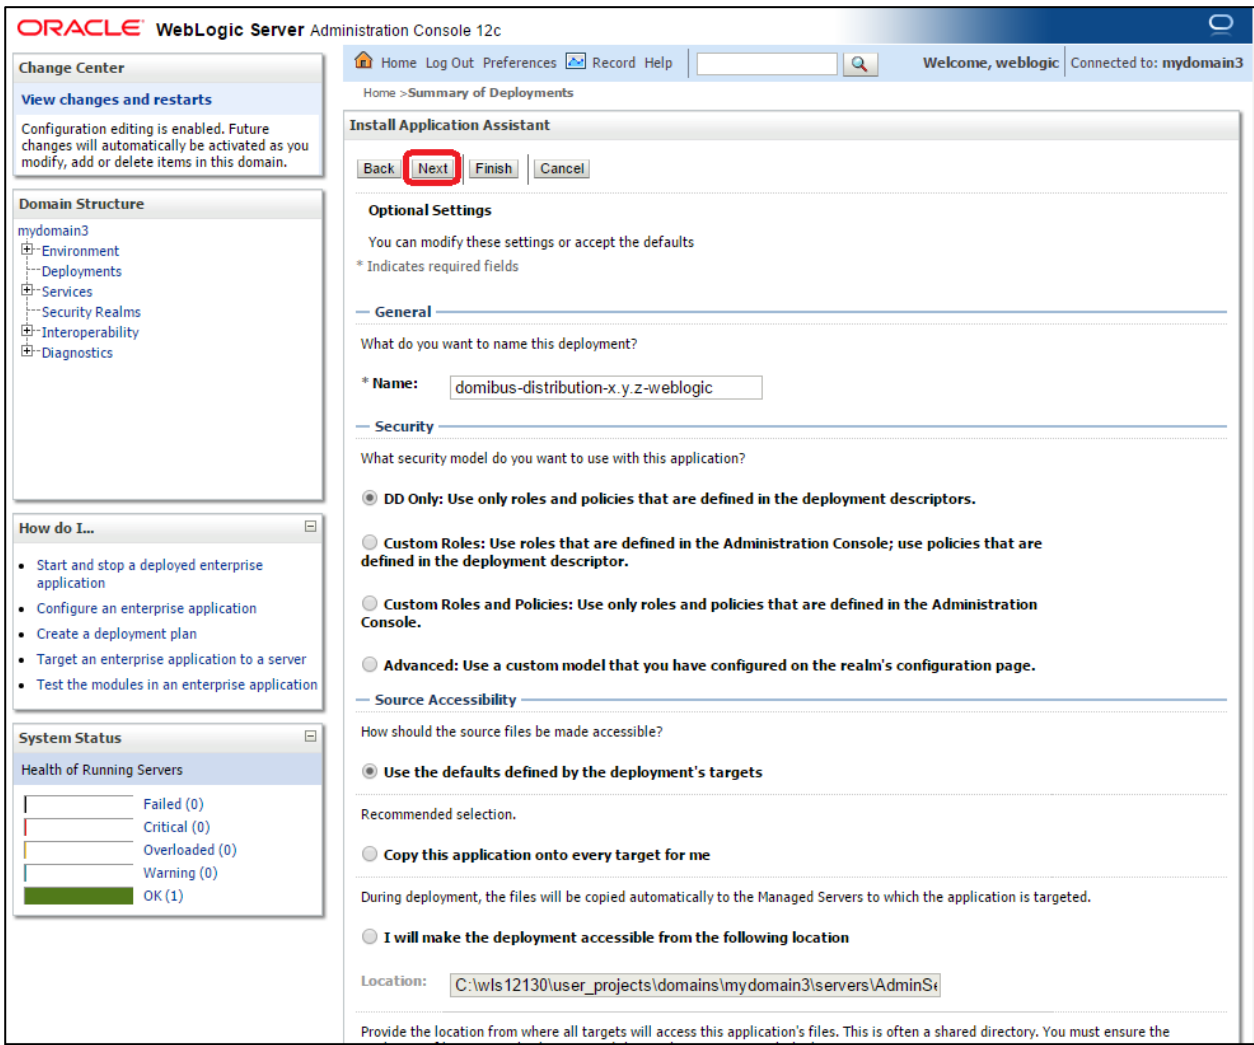 ORACLE WebLogic Server Administration Console 12c
Change Center
View changes and restarts
Configuration editing is enabled. Future
changes will automatically be activated as you
modify, add or delete items in this domain.
Domain Structure
mydomain3
Environment
Deployments
Services
Security Realms
Interoperability
Diagnostics
How do I...
Start and stop a deployed enterprise
application
Configure an enterprise application
Create a deployment plan
Target an enterprise application to a server
Test the modules in an enterprise application
System Status
Health of Running Servers
Failed (0)
Critical (0)
Overloaded (0)
Warning (0)
OK (1)
Home Log Out Preferences Record Help
Welcome, weblogic Connected to: mydomain3
Home >Summary of Deployments
Install Application Assistant
Back Next Finish Cancel
Optional Settings
You can modify these settings or accept the defaults
* Indicates required fields
General
What do you want to name this deployment?
* Name: domibus-distribution-x.y.z-weblogic
Security
What security model do you want to use with this application?
DD Only: Use only roles and policies that are defined in the deployment descriptors.
Custom Roles: Use roles that are defined in the Administration Console; use policies that are
defined in the deployment descriptor.
Custom Roles and Policies: Use only roles and policies that are defined in the Administration
Console.
Advanced: Use a custom model that you have configured on the realm's configuration page.
Source Accessibility
How should the source files be made accessible?
Use the defaults defined by the deployment's targets
Recommended selection.
Copy this application onto every target for me
During deployment, the files will be copied automatically to the Managed Servers to which the application is targeted.
I will make the deployment accessible from the following location
Location: C:\wls12130\user_projects\domains\mydomain3\servers\AdminSe
Provide the location from where all targets will access this application's files. This is often a shared directory. You must ensure the